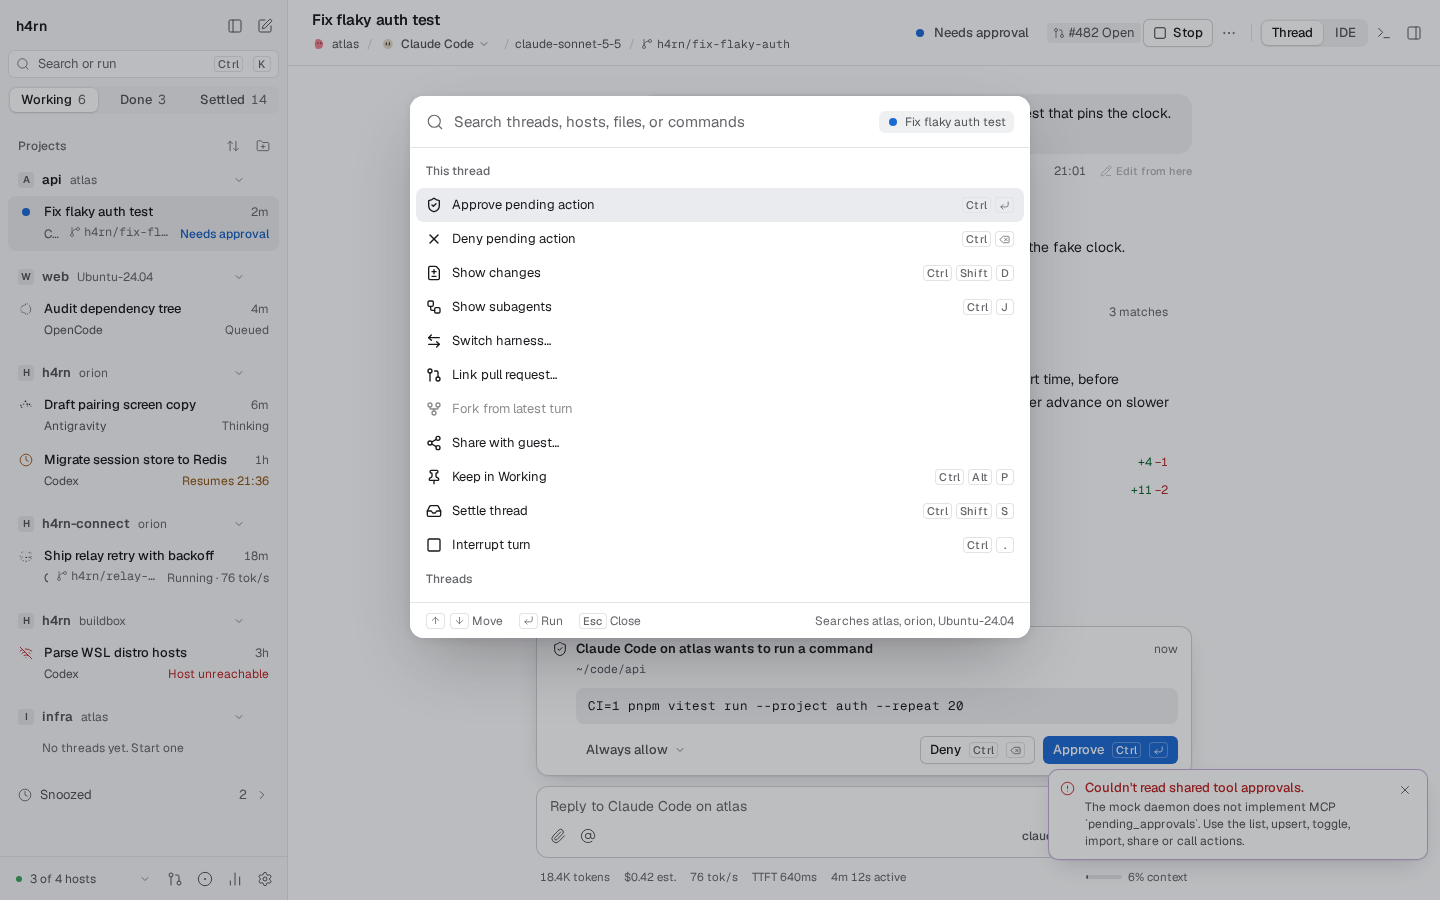 h4rn
Search or run
Ctrl K
Working 6
Done 3
Settled 14
Projects
A api atlas
Fix flaky auth test 2m
C… h4rn/fix-fl… Needs approval
W web Ubuntu-24.04
Audit dependency tree 4m
OpenCode Queued
H h4rn orion
Draft pairing screen copy 6m
Antigravity Thinking
Migrate session store to Redis 1h
Codex Resumes 21:36
H h4rn-connect orion
Ship relay retry with backoff 18m
h4rn/relay-… Running · 76 tok/s
H h4rn buildbox
Parse WSL distro hosts 3h
Codex Host unreachable
I infra atlas
No threads yet. Start one
Snoozed 2
3 of 4 hosts
Fix flaky auth test
atlas / Claude Code / claude-sonnet-5-5 / h4rn/fix-flaky-auth
Needs approval
#482 Open
Stop
Thread
IDE
est that pins the clock.
21:01 Edit from here
the fake clock.
3 matches
rt time, before
er advance on slower
+4 −1
+11 −2
Search threads, hosts, files, or commands
Fix flaky auth test
This thread
Approve pending action Ctrl
Deny pending action Ctrl
Show changes Ctrl Shift D
Show subagents Ctrl J
Switch harness…
Link pull request…
Fork from latest turn
Share with guest…
Keep in Working Ctrl Alt P
Settle thread Ctrl Shift S
Interrupt turn Ctrl .
Threads
Move
Run
Esc Close
Searches atlas, orion, Ubuntu-24.04
Claude Code on atlas wants to run a command now
~/code/api
CI=1 pnpm vitest run --project auth --repeat 20
Always allow
Deny Ctrl
Approve Ctrl
Reply to Claude Code on atlas
clau
18.4K tokens $0.42 est. 76 tok/s TTFT 640ms 4m 12s active
6% context
Couldn't read shared tool approvals.
The mock daemon does not implement MCP
`pending_approvals`. Use the list, upsert, toggle,
import, share or call actions.